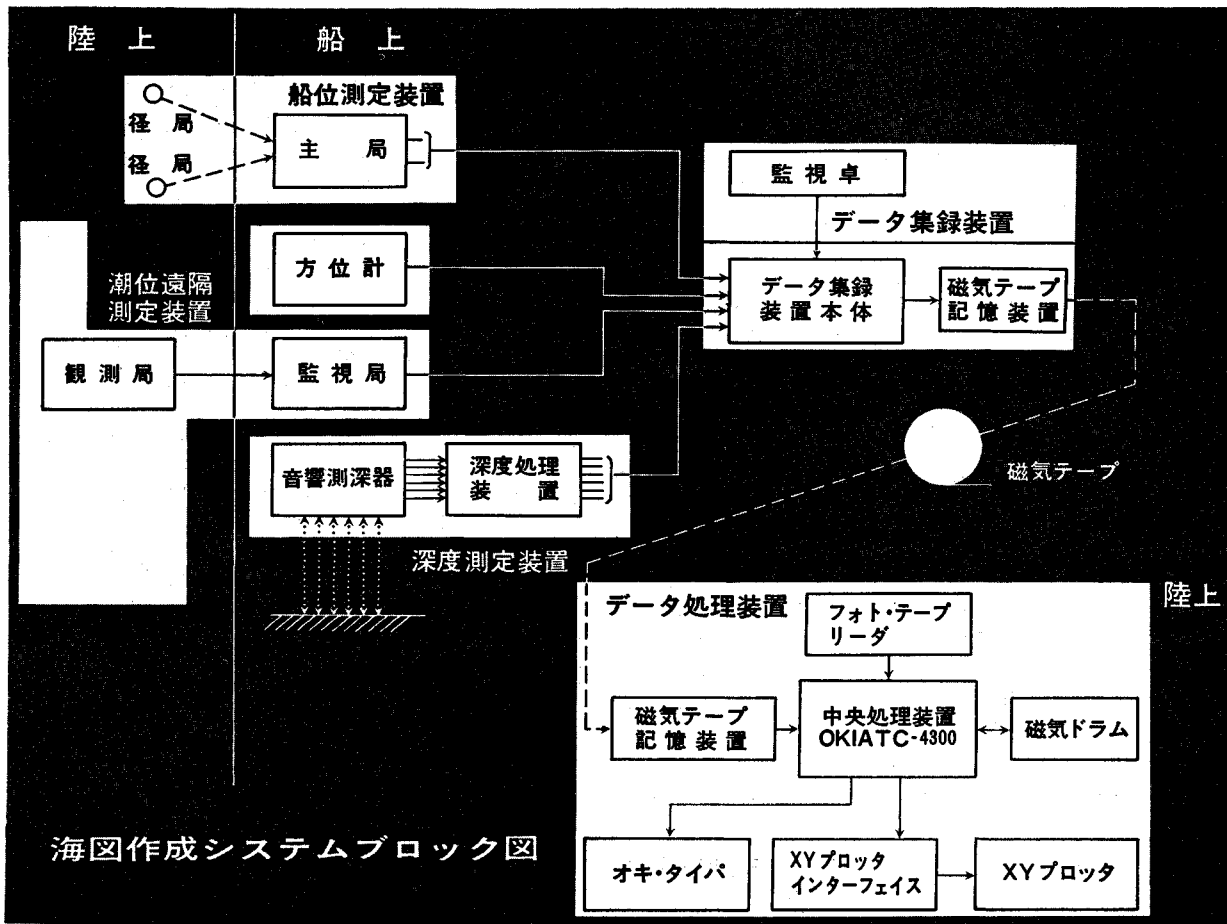 陸上
船上
船位測定装置
径局
径局
主局
方位計
潮位遠隔
測定装置
観測局
監視局
音響測深器
深度処理
装置
深度測定装置
監視卓
データ集録装置
データ集録
装置本体
磁気テープ
記憶装置
磁気テープ
陸上
データ処理装置
フォト・テープ
リーダ
磁気テープ
記憶装置
中央処理装置
OKIATC-4300
磁気ドラム
オキ・タイパ
XYプロッタ
インターフェイス
XYプロッタ
海図作成システムブロック図